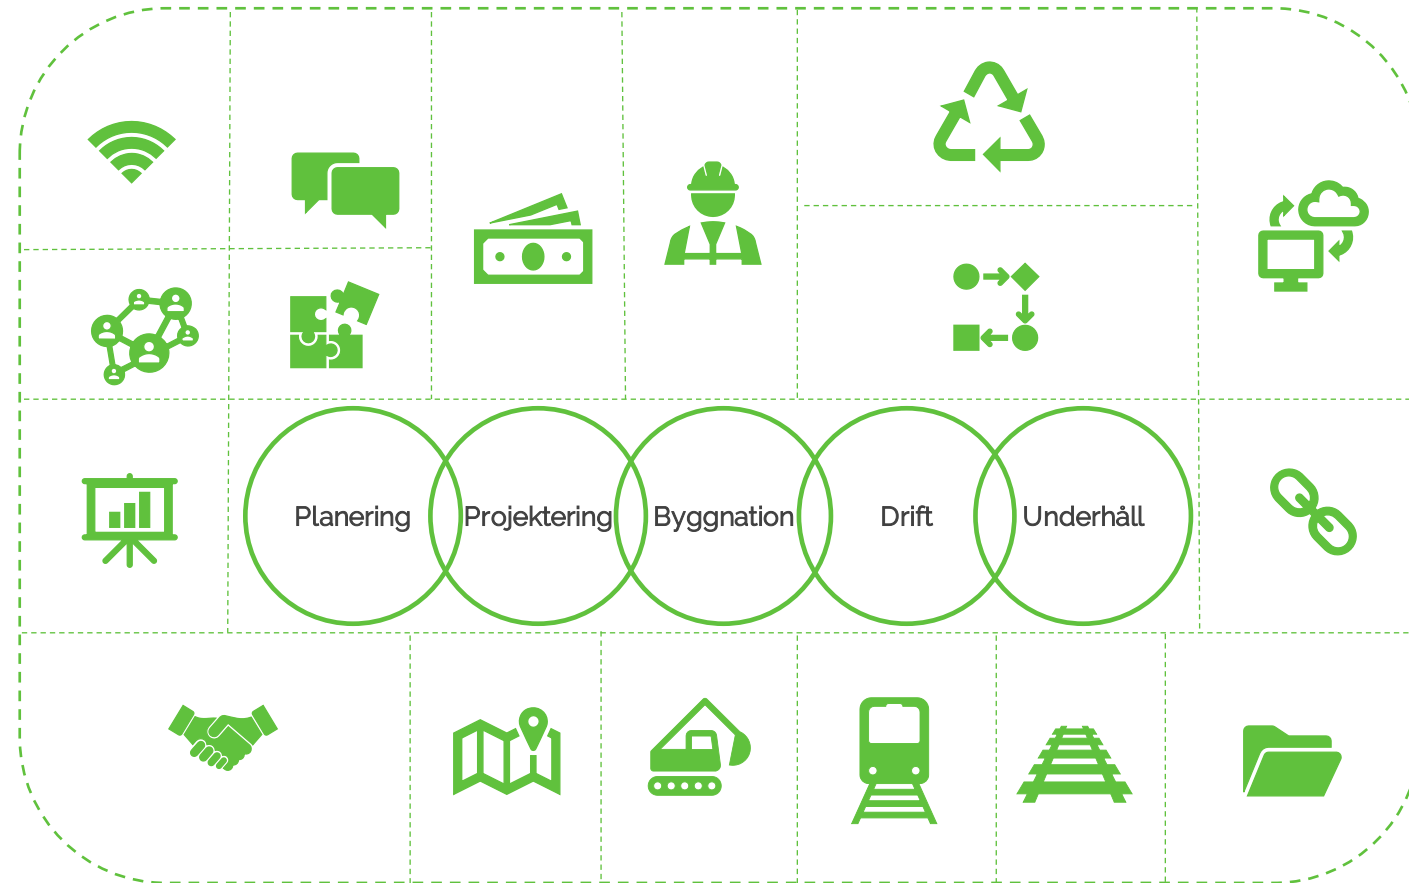 Planering
Projektering
Byggnation
Drift
Underhåll